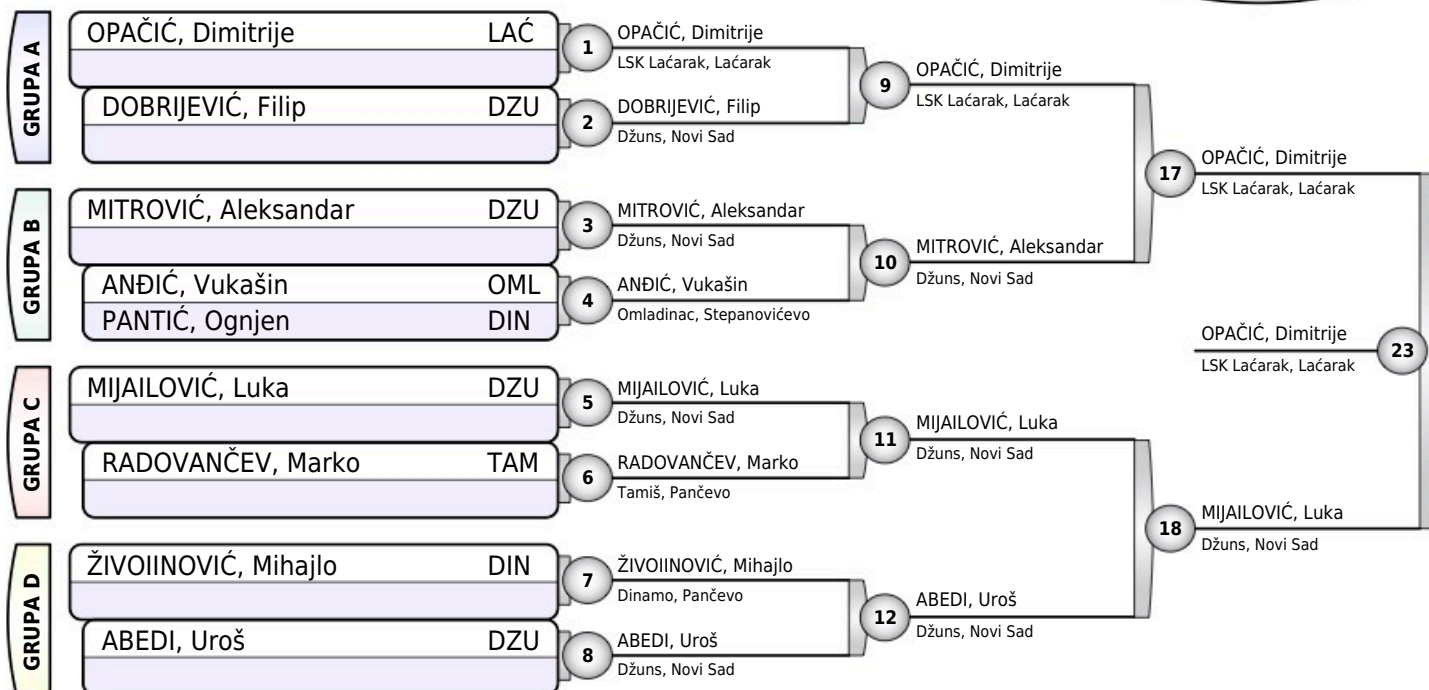 GRUPA A
OPAČIĆ, Dimitrije LAĆ
DOBRIJEVIĆ, Filip DZU
GRUPA B
MITROVIĆ, Aleksandar DZU
ANĐIĆ, Vukašin OML
PANTIĆ, Ognjen DIN
GRUPA C
MIJAILOVIĆ, Luka DZU
RADOVANČEV, Marko TAM
GRUPA D
ŽIVOIINOVIĆ, Mihajlo DIN
ABEDI, Uroš DZU
1
OPAČIĆ, Dimitrije
LSK Laćarak, Laćarak
2
DOBRIJEVIĆ, Filip
Džuns, Novi Sad
3
MITROVIĆ, Aleksandar
Džuns, Novi Sad
4
ANĐIĆ, Vukašin
Omladinac, Stepanovićevo
5
MIJAILOVIĆ, Luka
Džuns, Novi Sad
6
RADOVANČEV, Marko
Tamiš, Pančevo
7
ŽIVOIINOVIĆ, Mihajlo
Dinamo, Pančevo
8
ABEDI, Uroš
Džuns, Novi Sad
9
OPAČIĆ, Dimitrije
LSK Laćarak, Laćarak
10
MITROVIĆ, Aleksandar
Džuns, Novi Sad
11
MIJAILOVIĆ, Luka
Džuns, Novi Sad
12
ABEDI, Uroš
Džuns, Novi Sad
17
OPAČIĆ, Dimitrije
LSK Laćarak, Laćarak
18
MIJAILOVIĆ, Luka
Džuns, Novi Sad
OPAČIĆ, Dimitrije
LSK Laćarak, Laćarak
23